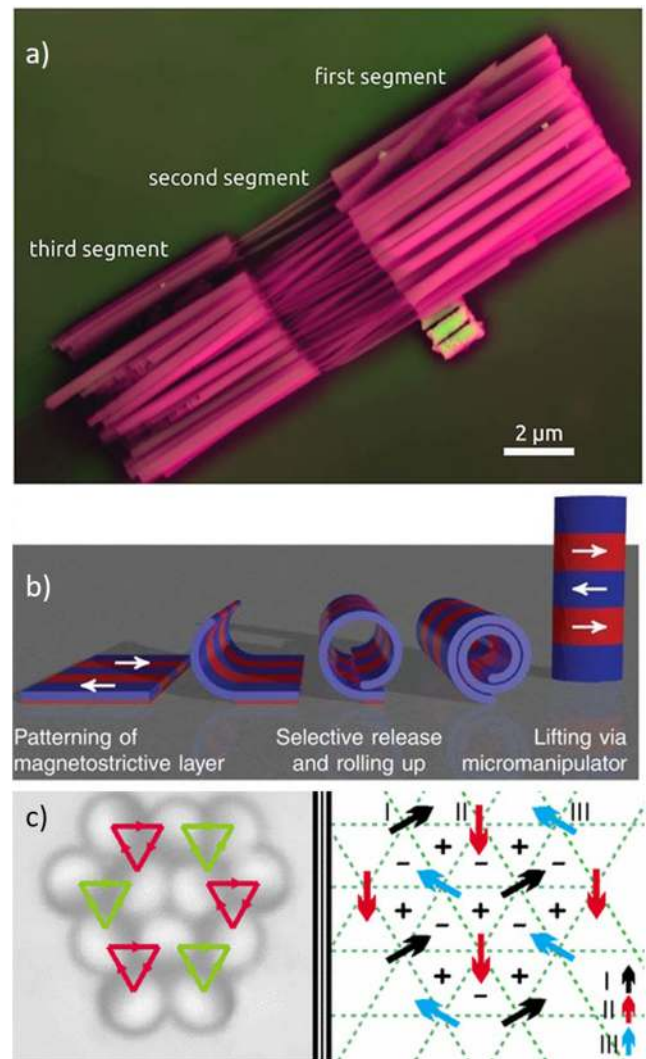 a)
first segment
second segment
third segment
2 µm
b)
Patterning of
magnetostrictive layer
Selective release
and rolling up
Lifting via
micromanipulator
c)
I II III
+ - + -
- + - +
+ - + - +
- + - +
+ - +
I
II
III